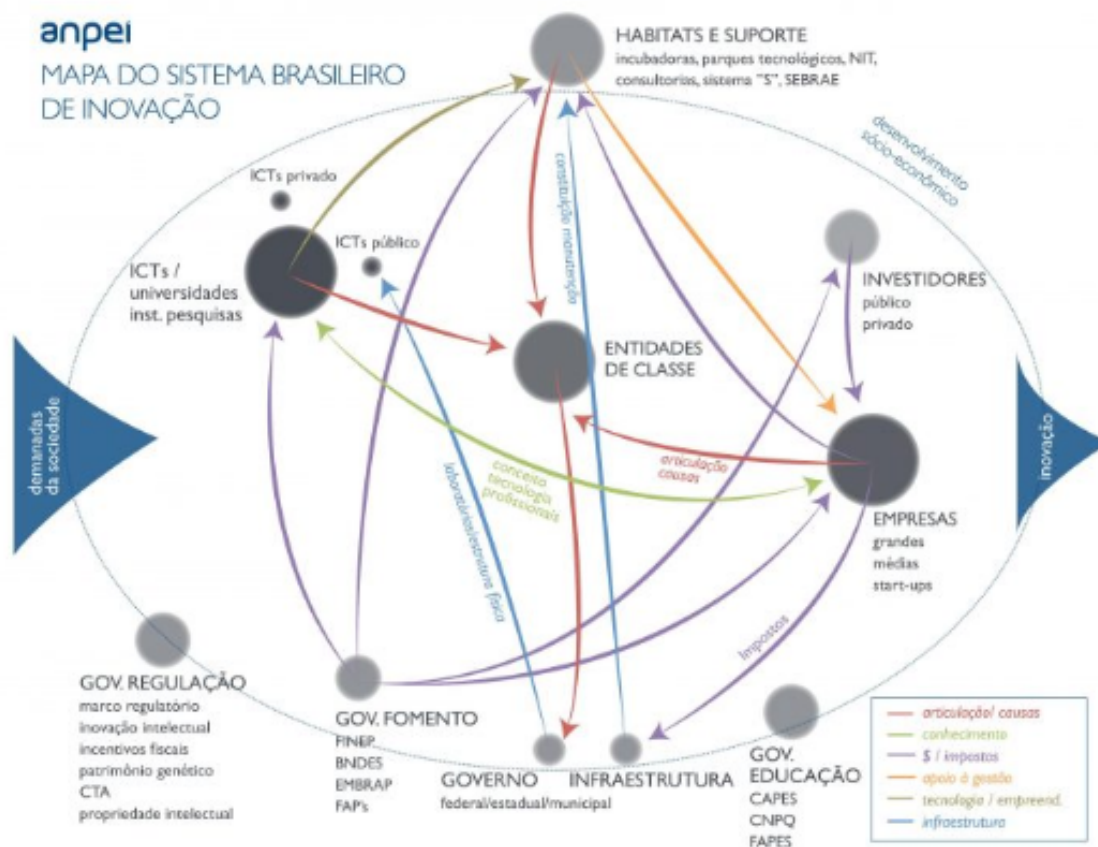 anpei
MAPA DO SISTEMA BRASILEIRO
DE INOVAÇÃO
HABITATS E SUPORTE
incubadoras, parques tecnológicos, NIT,
consultorias, sistema "S", SEBRAE
desenvolvimento
sócio-econômico
ICTs privado
ICTs público
ICTs /
universidades
inst. pesquisas
constituição manutenção
INVESTIDORES
público
privado
ENTIDADES
DE CLASSE
demanadas
da sociedade
inovação
articulação
causas
conceito
tecnologia
profissionais
laboratórios/estrutura física
EMPRESAS
grandes
médias
start-ups
Impostos
GOV. REGULAÇÃO
marco regulatório
inovação intelectual
incentivos fiscais
patrimônio genético
CTA
propriedade intelectual
GOV. FOMENTO
FINEP
BNDES
EMBRAP
FAP's
GOVERNO
federal/estadual/municipal
INFRAESTRUTURA
GOV.
EDUCAÇÃO
CAPES
CNPQ
FAPES
articulação/ causas
conhecimento
$ / impostos
apoio à gestão
tecnologia / empreend.
infraestrutura